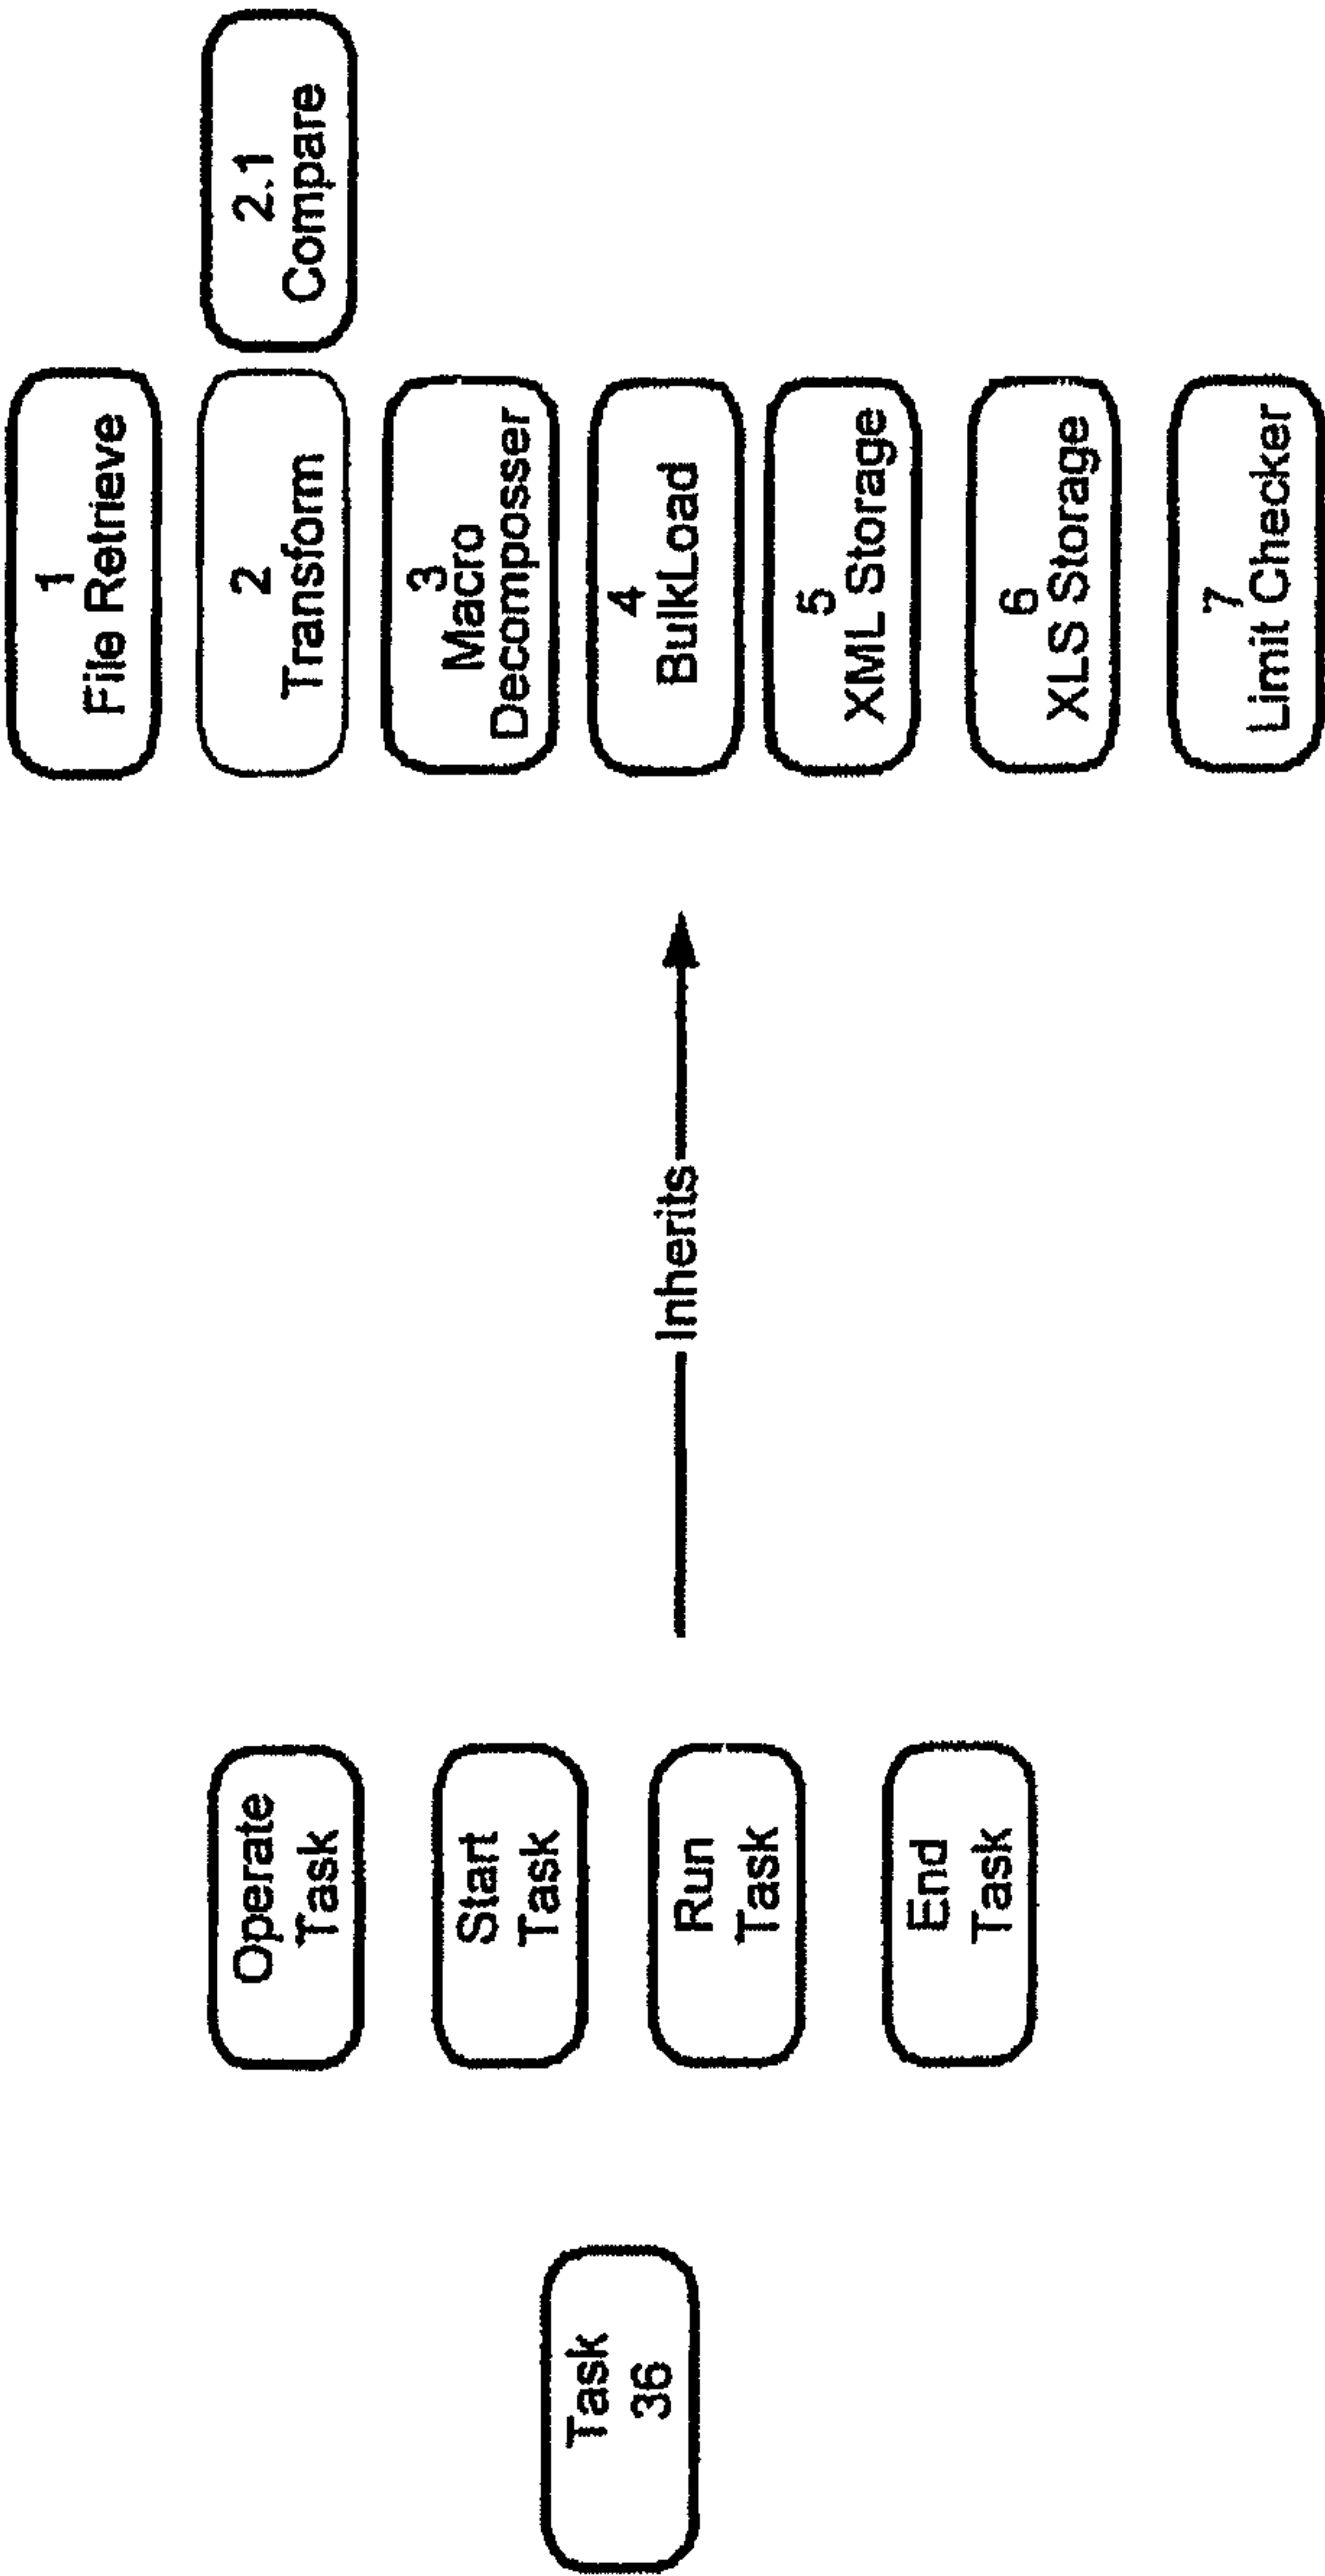 Task
36
Operate
Task
Start
Task
Run
Task
End
Task
Inherits
1
File Retrieve
2
Transform
2.1
Compare
3
Macro
Decomposser
4
BulkLoad
5
XML Storage
6
XLS Storage
7
Limit Checker